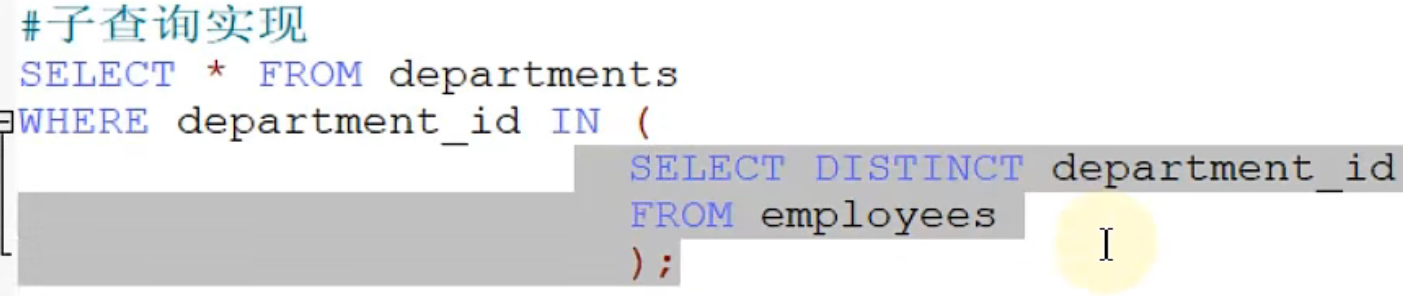 #子查询实现
SELECT * FROM departments
WHERE department_id IN (
SELECT DISTINCT department_id
FROM employees
);